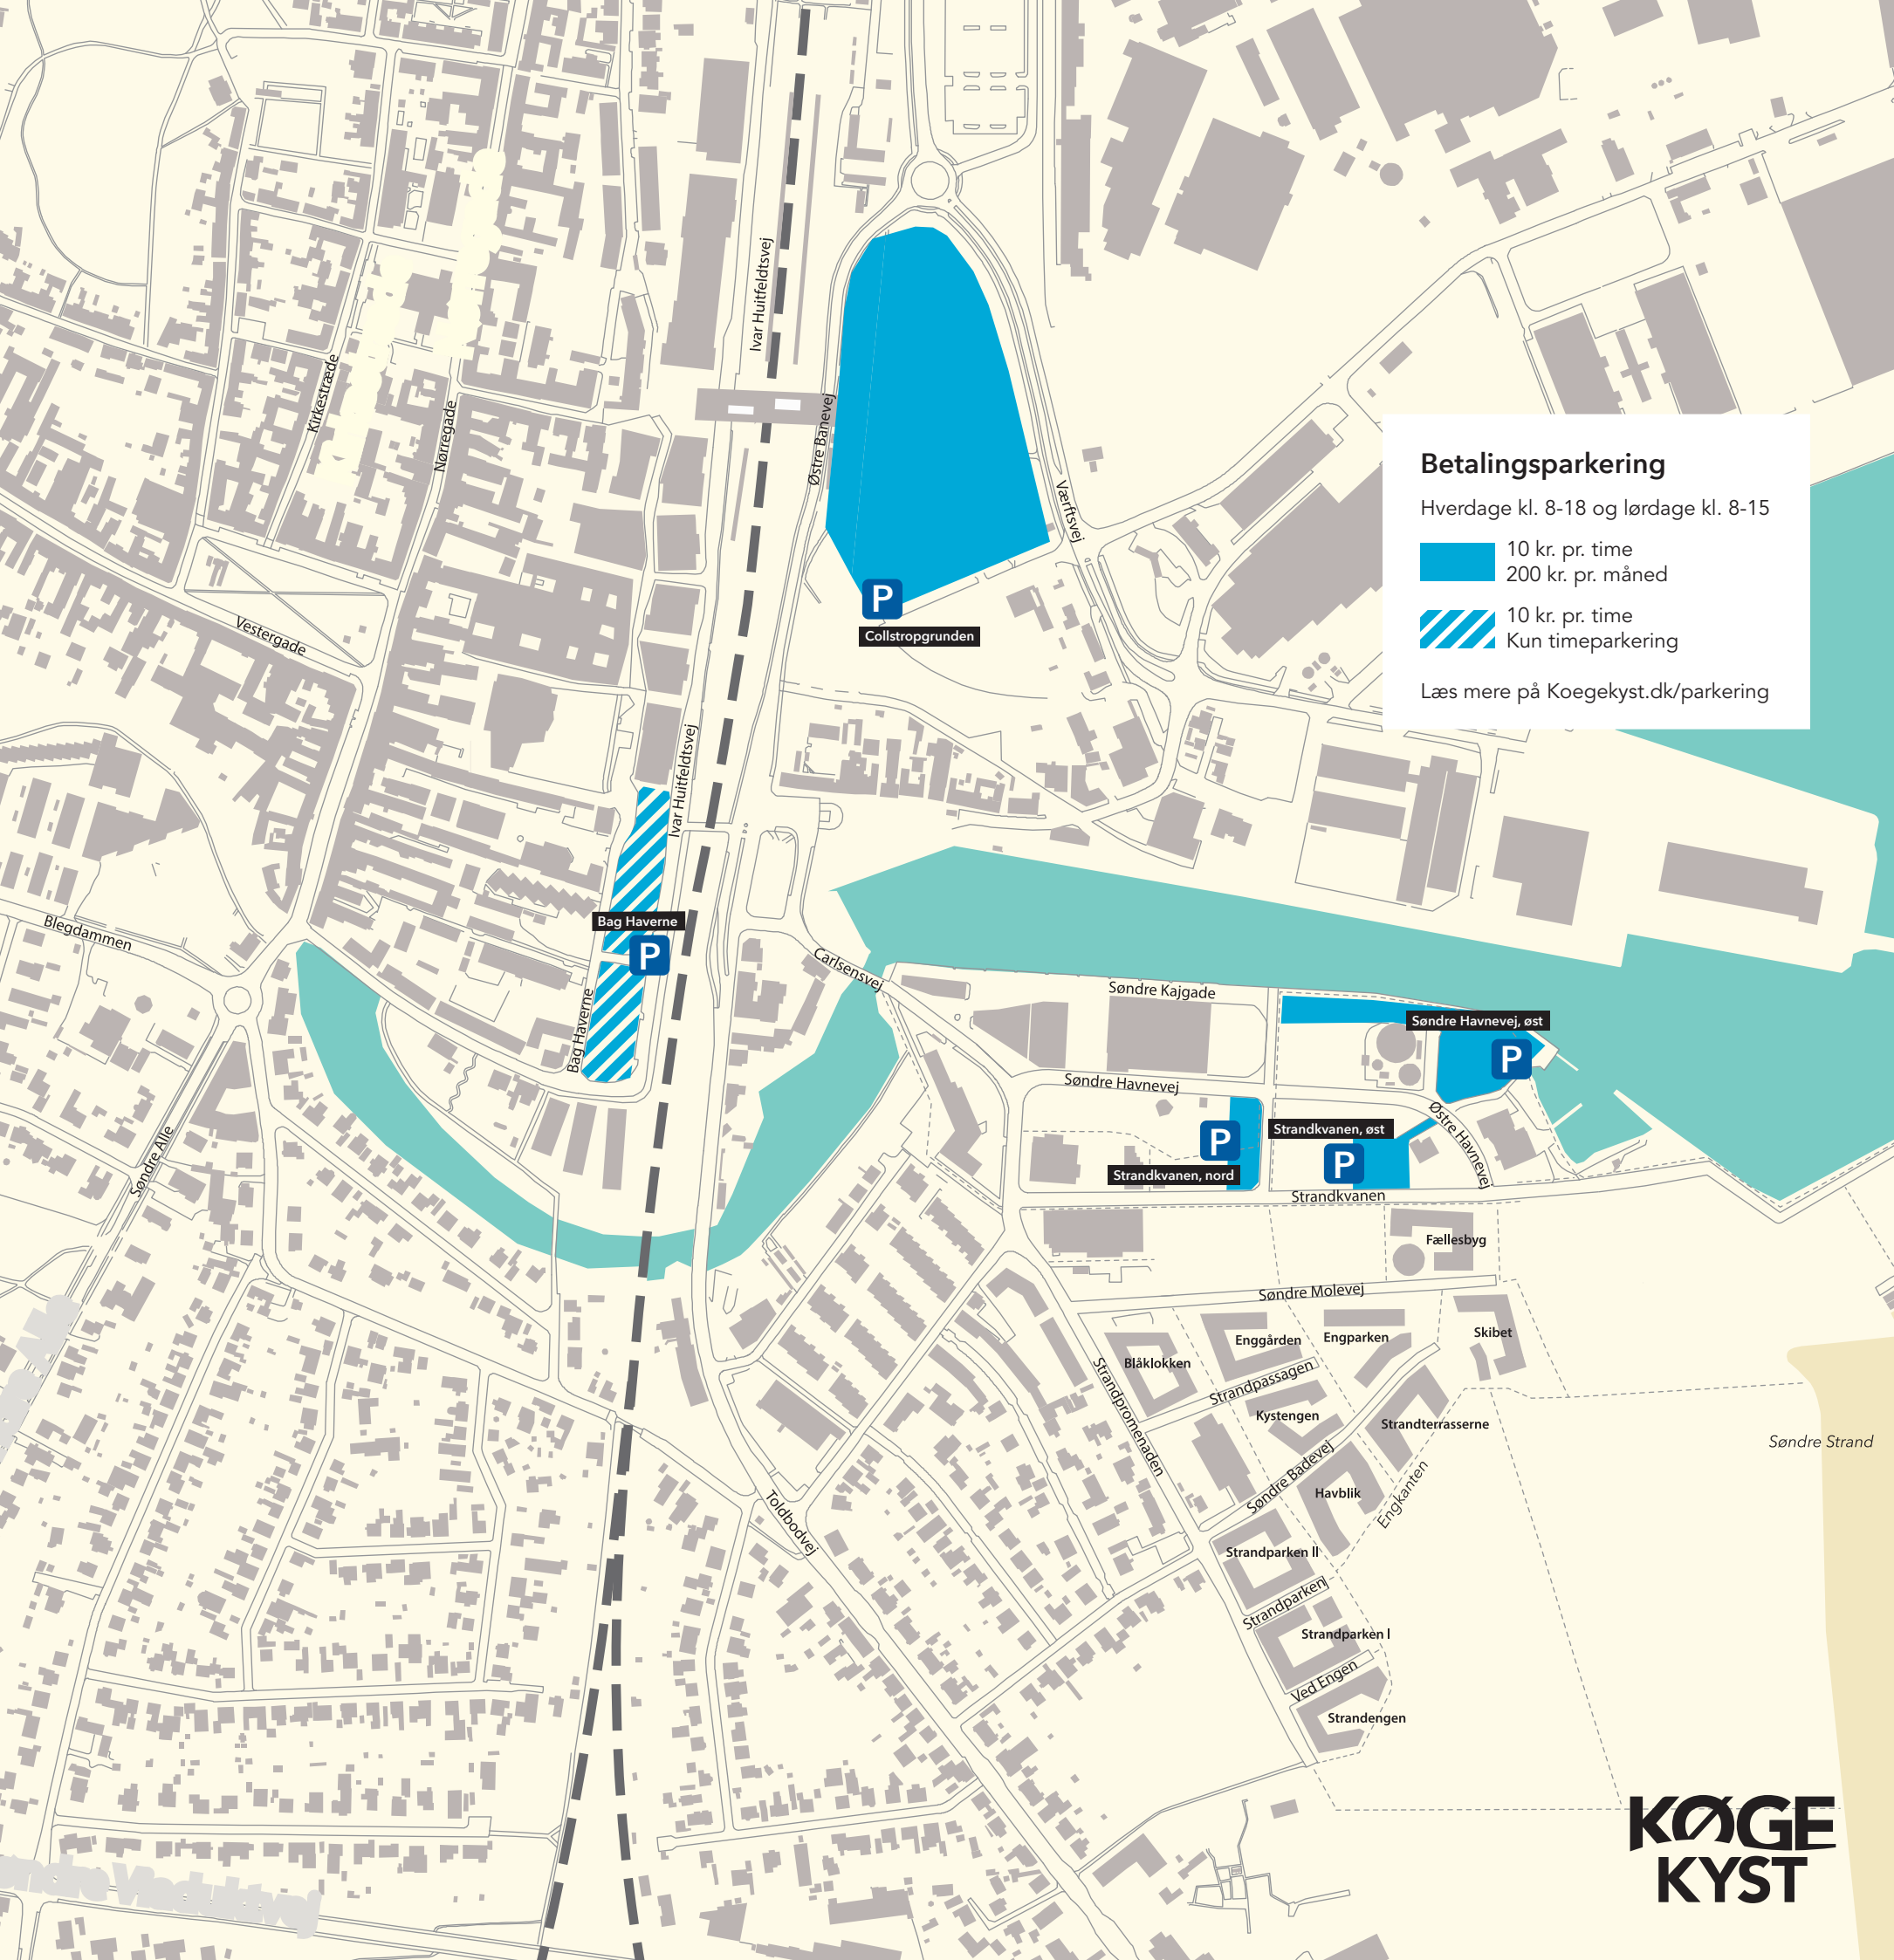 Ivar Huitfeldtsvej
Kirkestræde
Nørregade
Østre Banevej
Værftsvej
Betalingsparkering
Hverdage kl. 8-18 og lørdage kl. 8-15
10 kr. pr. time
200 kr. pr. måned
10 kr. pr. time
Kun timeparkering
Læs mere på Koegekyst.dk/parkering
P
Collstropgrunden
Vestergade
Ivar Huitfeldtsvej
Blegdammen
Bag Haverne
P
Bag Haverne
Carlsensvej
Søndre Kajgade
Søndre Havnevej, øst
P
Søndre Havnevej
Østre Havnevej
Strandkvanen, øst
P
P
Strandkvanen, nord
Strandkvanen
Søndre Alle
Fællesbyg
Søndre Molevej
Skibet
Enggården
Engparken
Blåklokken
Strandpassagen
Strandpromenaden
Kystengen
Strandterrasserne
Søndre Strand
Søndre Badevej
Havblik
Engkanten
Toldbodvej
Strandparken II
Strandparken
Strandparken I
Ved Engen
Strandengen
KØGE
KYST